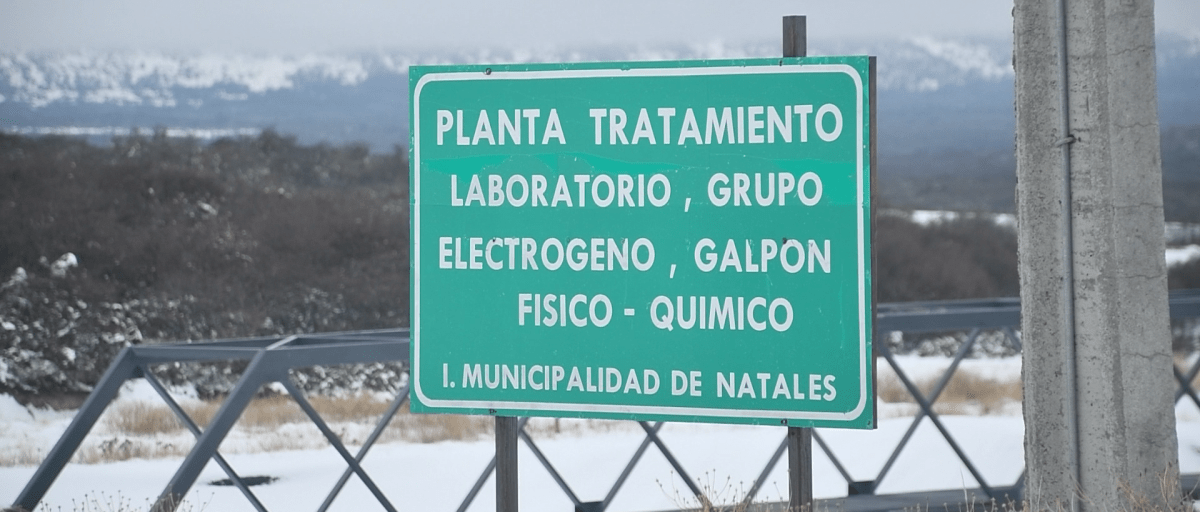 PLANTA TRATAMIENTO
LABORATORIO , GRUPO
ELECTROGENO , GALPON
FISICO - QUIMICO
I. MUNICIPALIDAD DE NATALES